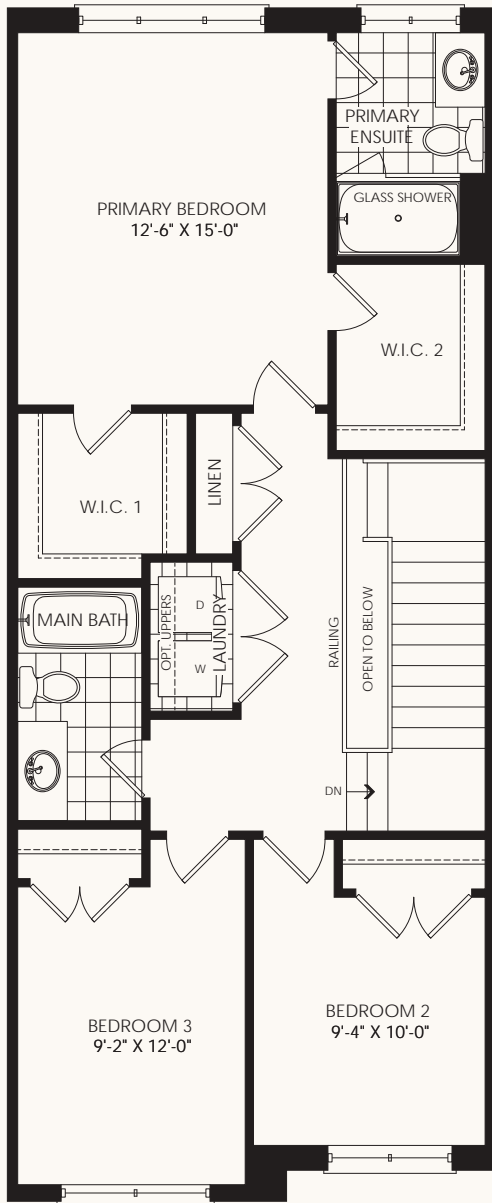 PRIMARY
ENSUITE
GLASS SHOWER
PRIMARY BEDROOM
12'-6" X 15'-0"
W.I.C. 2
LINEN
W.I.C. 1
OPT. UPPERS
D
W
LAUNDRY
MAIN BATH
RAILING
OPEN TO BELOW
DN
BEDROOM 3
9'-2" X 12'-0"
BEDROOM 2
9'-4" X 10'-0"